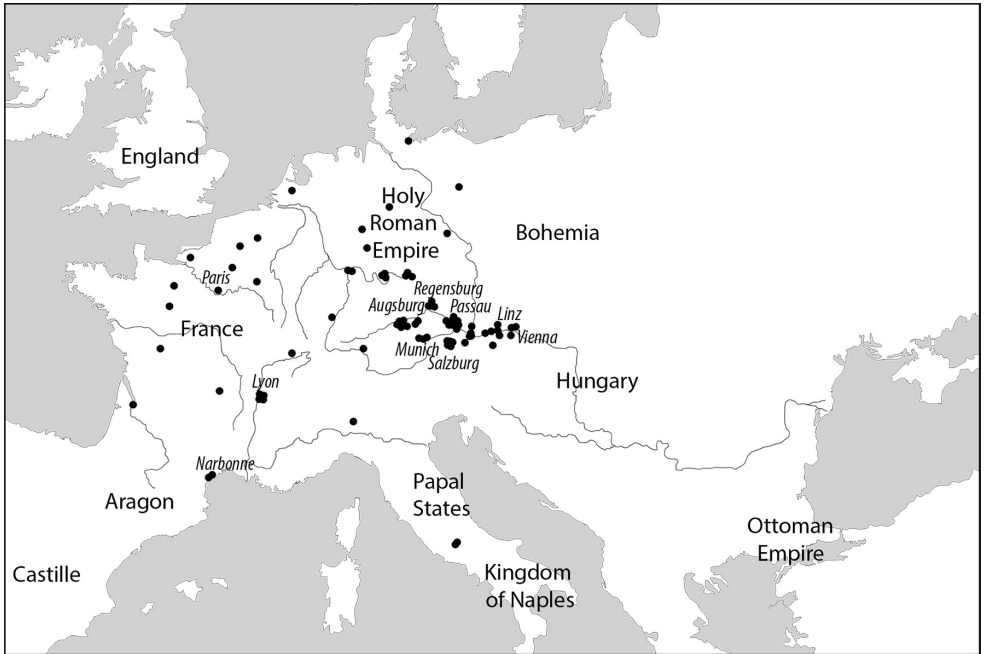 England
Holy
Roman
Empire
Bohemia
Paris
Regensburg
Augsburg
Passau
Linz
France
Vienna
Munich
Salzburg
Lyon
Hungary
Narbonne
Aragon
Papal
States
Ottoman
Empire
Castille
Kingdom
of Naples